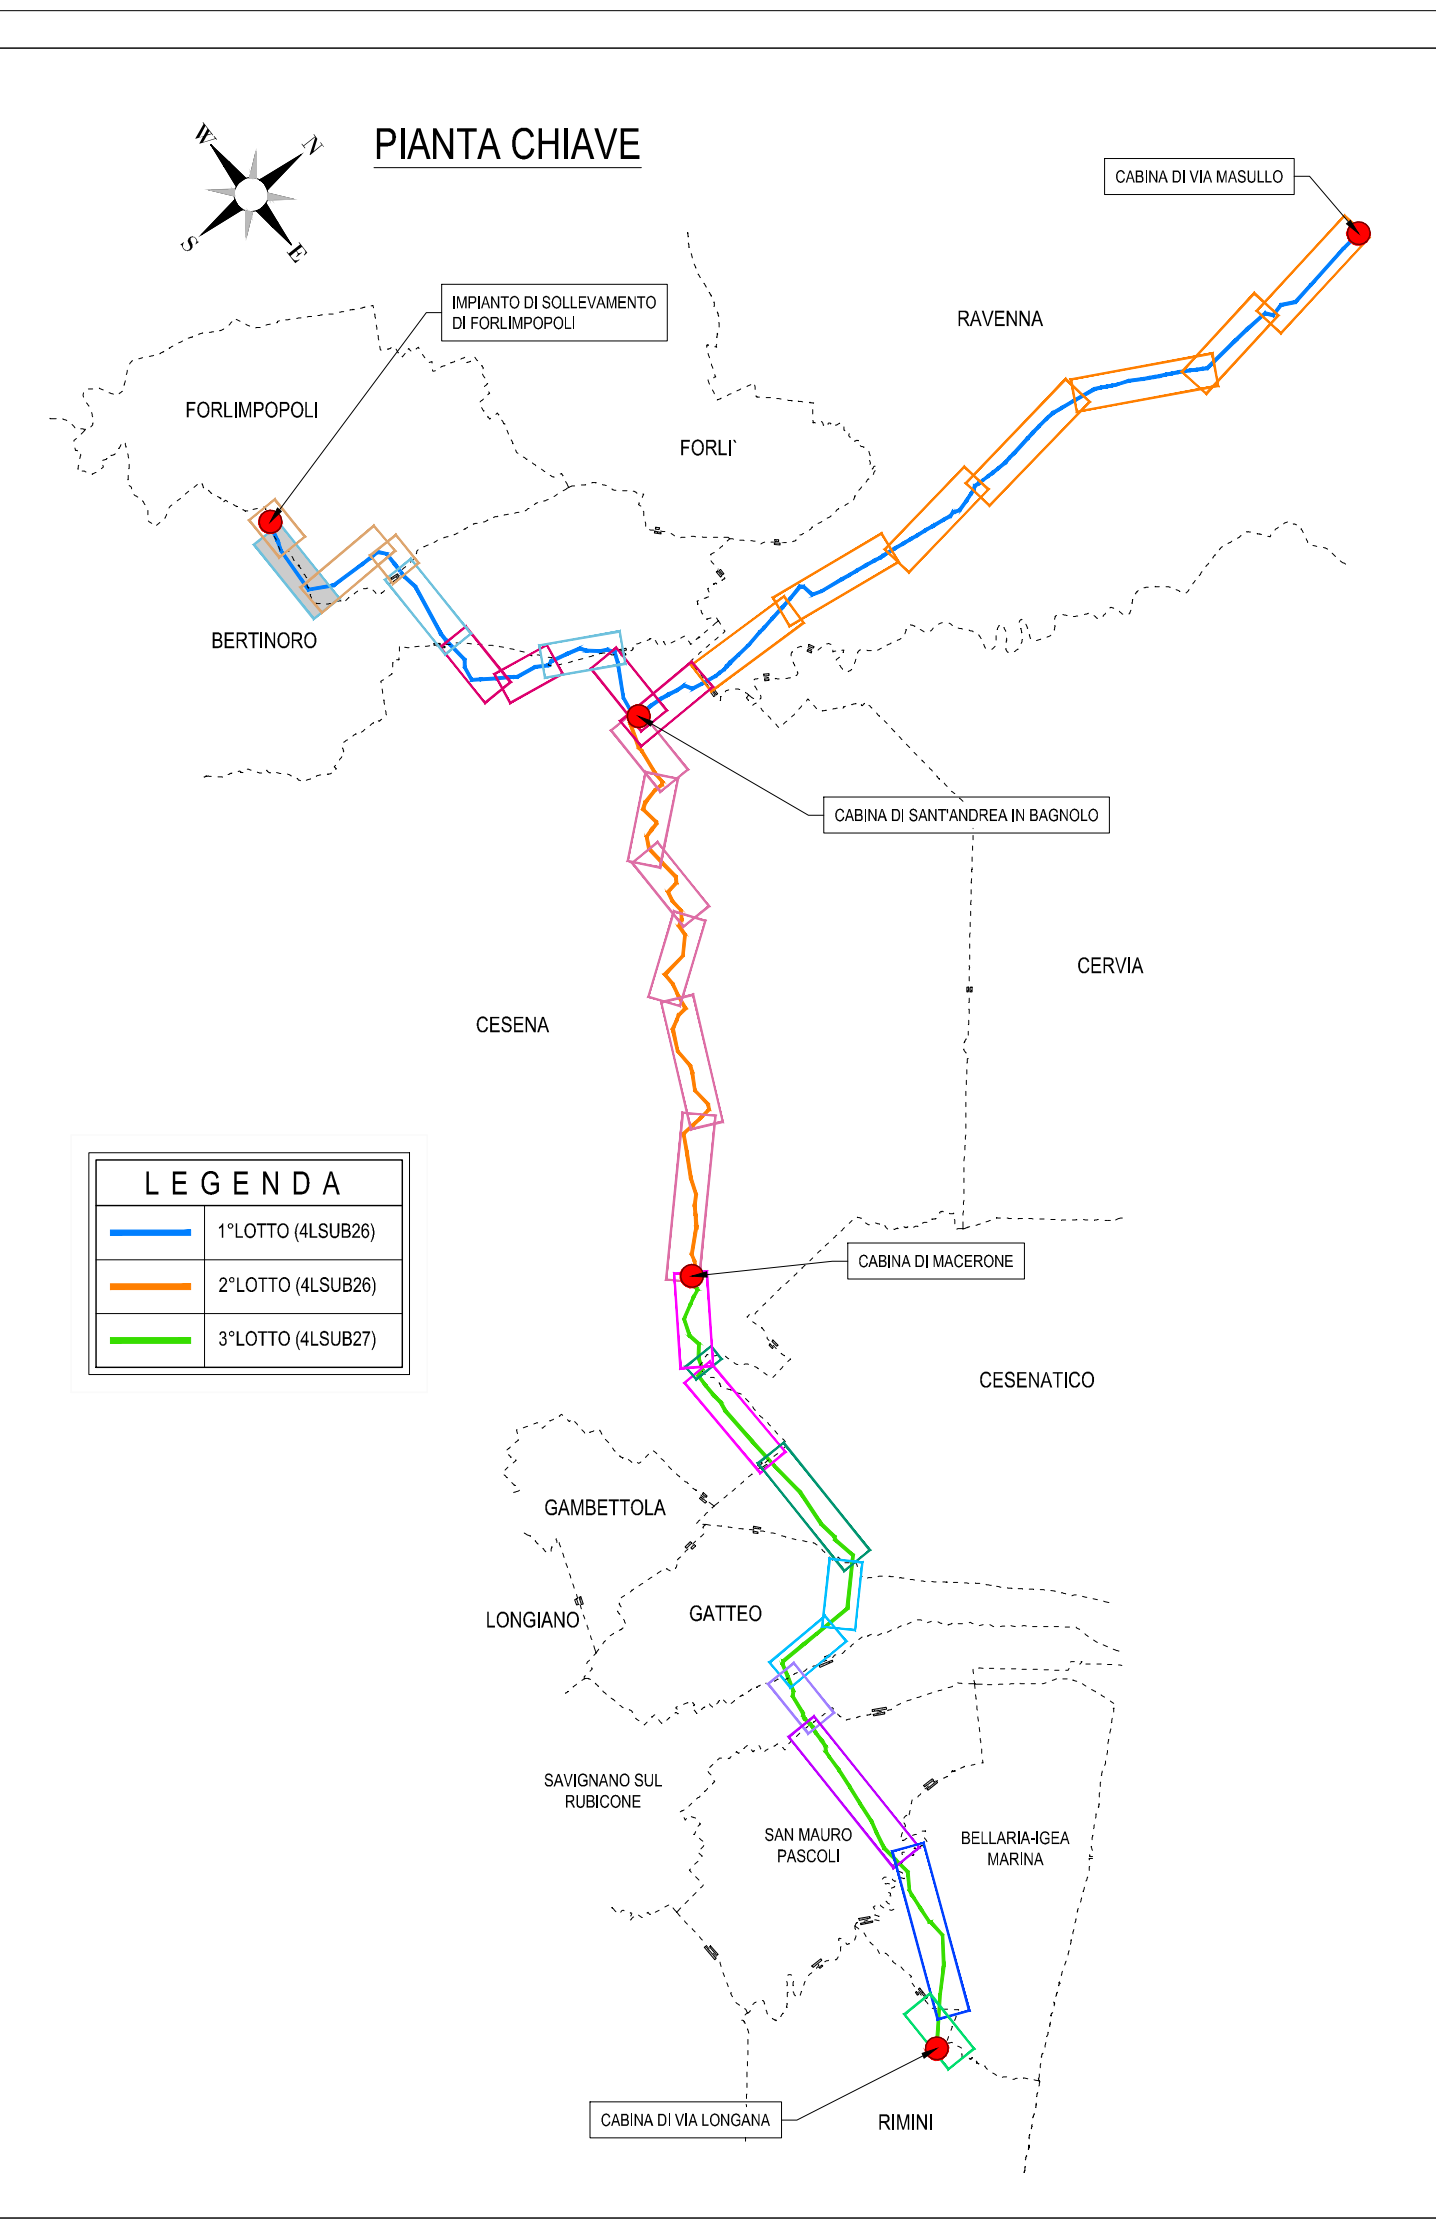 PIANTA CHIAVE
W
N
S
E
CABINA DI VIA MASULLO
IMPIANTO DI SOLLEVAMENTO
DI FORLIMPOPOLI
RAVENNA
FORLIMPOPOLI
FORLI`
BERTINORO
CABINA DI SANT'ANDREA IN BAGNOLO
CERVIA
CESENA
LEGENDA
1°LOTTO (4LSUB26)
2°LOTTO (4LSUB26)
3°LOTTO (4LSUB27)
CABINA DI MACERONE
CESENATICO
GAMBETTOLA
LONGIANO
GATTEO
SAVIGNANO SUL
RUBICONE
SAN MAURO
PASCOLI
BELLARIA-IGEA
MARINA
CABINA DI VIA LONGANA
RIMINI